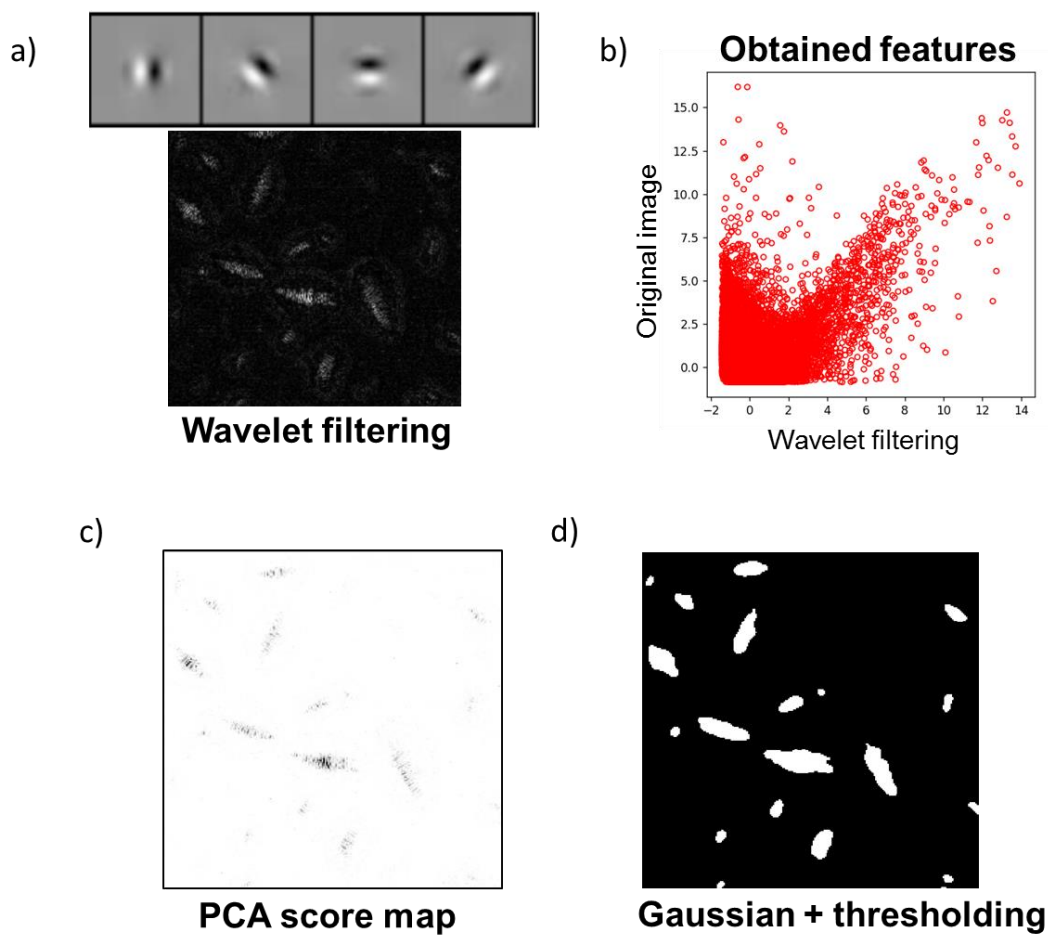 a)
Wavelet filtering
b)
Obtained features
15.0
12.5
10.0
7.5
5.0
2.5
0.0
Original image
−2 0 2 4 6 8 10 12 14
Wavelet filtering
c)
PCA score map
d)
Gaussian + thresholding